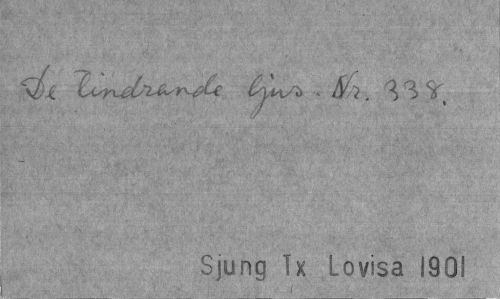 De tindrande ljus. Nr. 338.
Sjung Tx Lovisa 1901